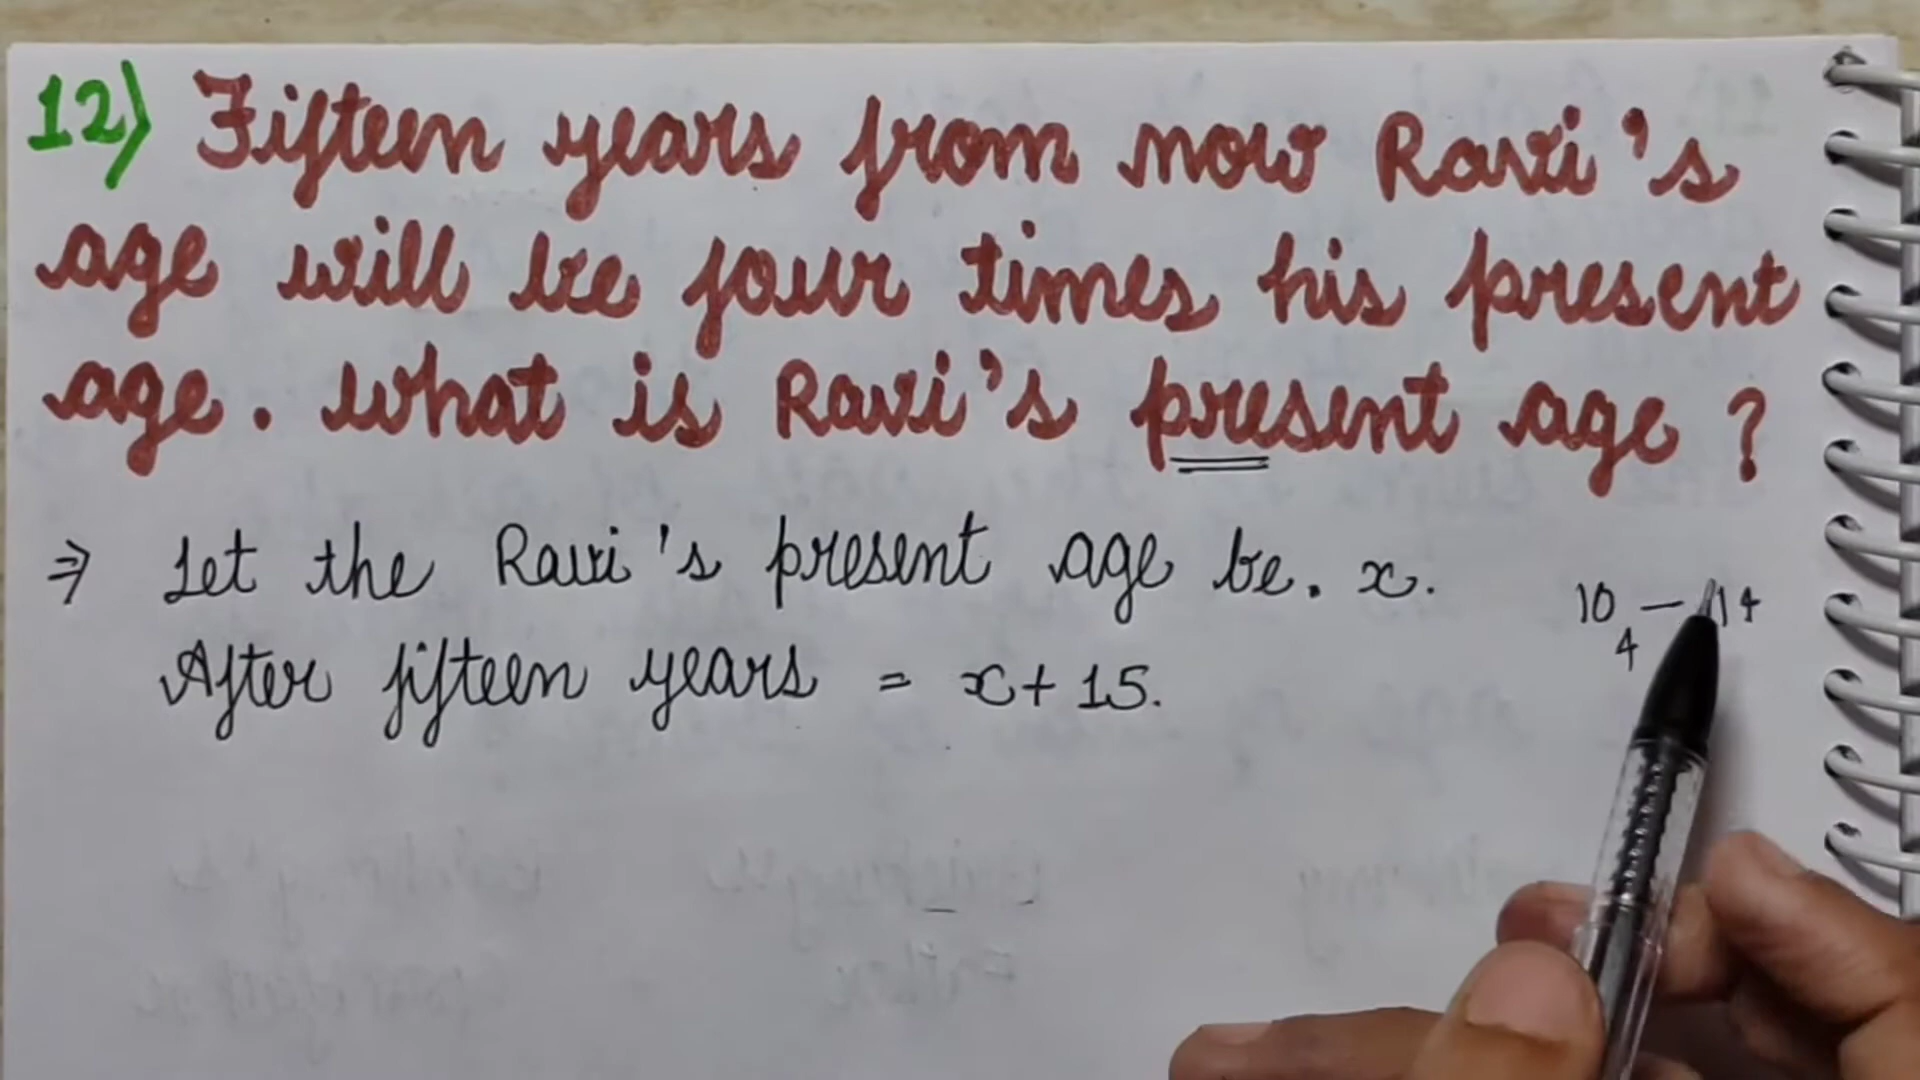 12) Fifteen years from now Ravi's
age will be four times his present
age. What is Ravi's present age?
⇒ Let the Ravi's present age be. x.
10 — 14
4
After fifteen years = x + 15.